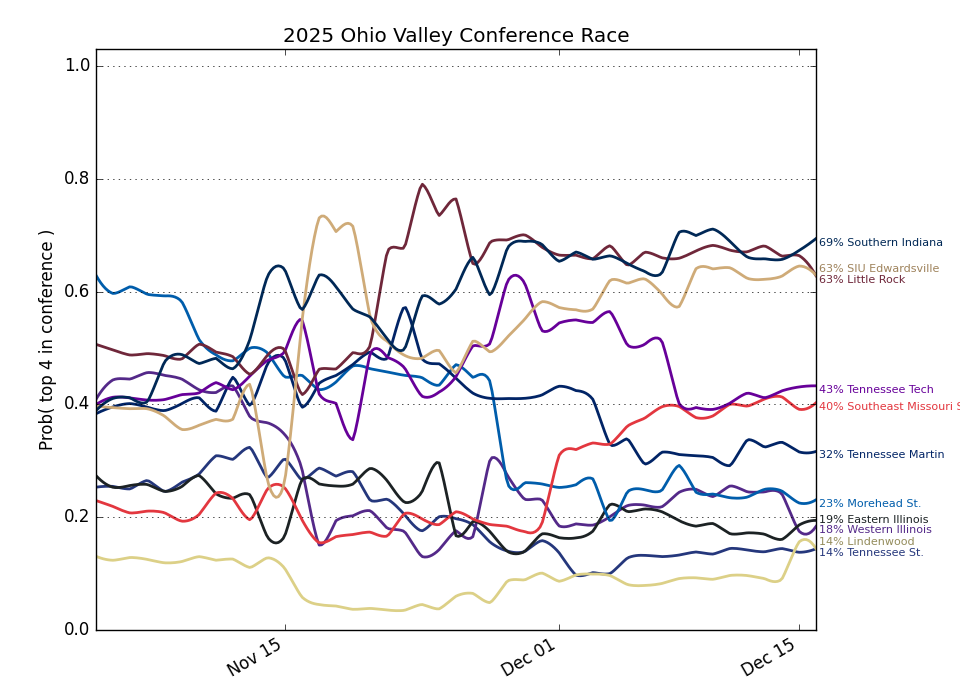 2025 Ohio Valley Conference Race
Prob( top 4 in conference )
1.0
0.8
0.6
0.4
0.2
0.0
Nov 15
Dec 01
Dec 15
69% Southern Indiana
63% SIU Edwardsville
63% Little Rock
43% Tennessee Tech
40% Southeast Missouri S
32% Tennessee Martin
23% Morehead St.
19% Eastern Illinois
18% Western Illinois
14% Lindenwood
14% Tennessee St.